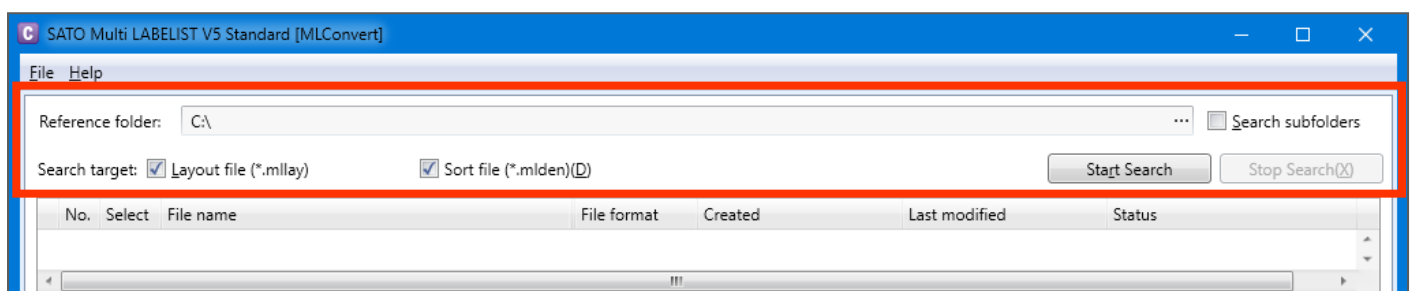 C SATO Multi LABELIST V5 Standard [MLConvert]
File Help
Reference folder: C:\ ... Search subfolders
Search target: Layout file (*.mllay) Sort file (*.mlden)(D) Start Search Stop Search(X)
No. Select File name File format Created Last modified Status